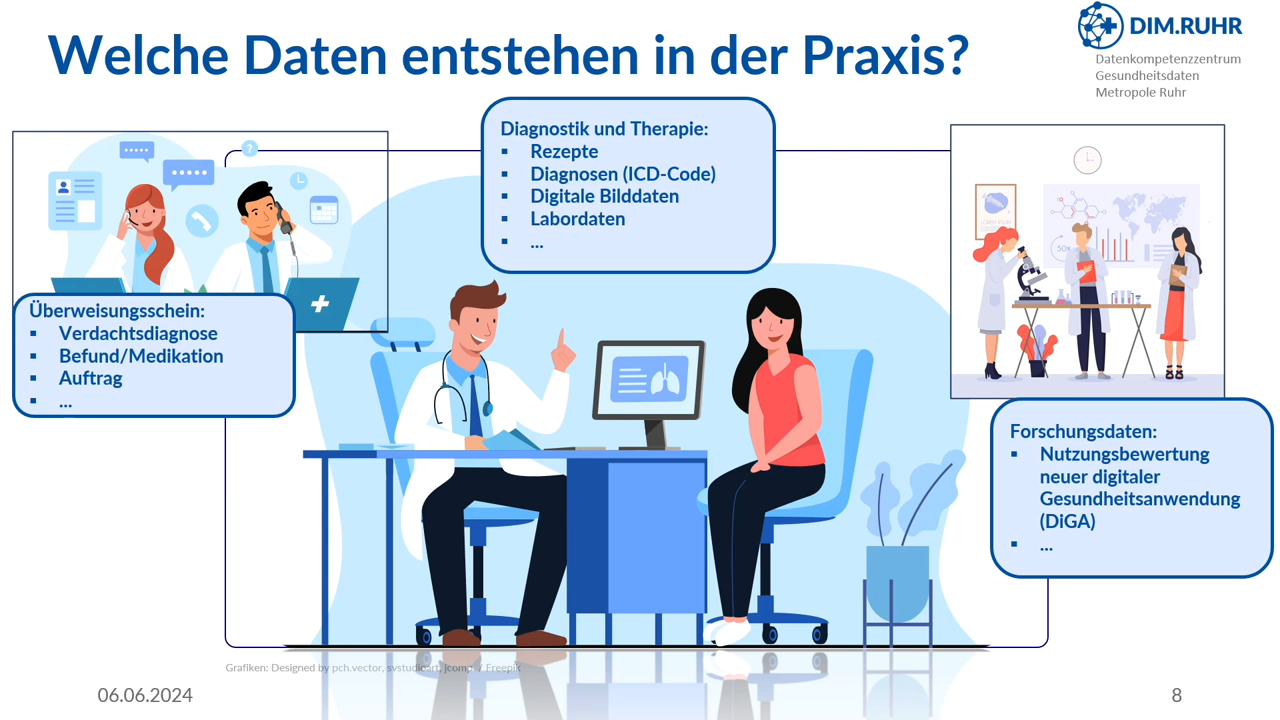 Welche Daten entstehen in der Praxis?
DIM.RUHR
Datenkompetenzzentrum
Gesundheitsdaten
Metropole Ruhr
Diagnostik und Therapie:
▪ Rezepte
▪ Diagnosen (ICD-Code)
▪ Digitale Bilddaten
▪ Labordaten
▪ ...
?
50x
Überweisungsschein:
▪ Verdachtsdiagnose
▪ Befund/Medikation
▪ Auftrag
▪ ...
Forschungsdaten:
▪ Nutzungsbewertung
neuer digitaler
Gesundheitsanwendung
(DiGA)
▪ ...
Grafiken: Designed by pch.vector, svstudioart, jcomp / Freepik
06.06.2024
8